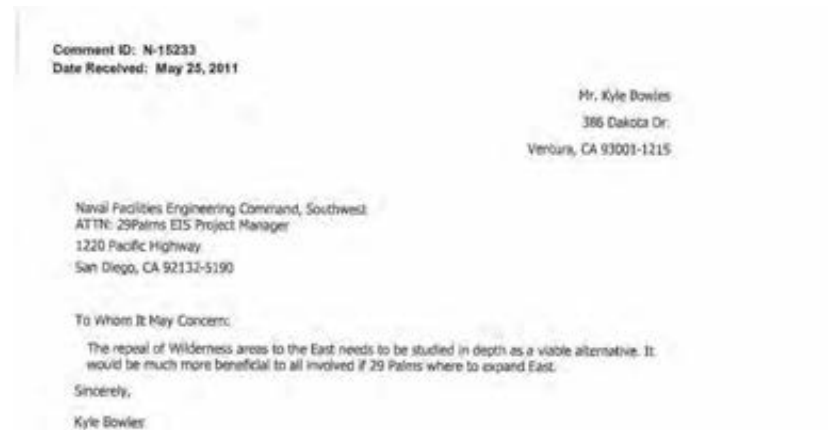 Comment ID: N-15233
Date Received: May 25, 2011
Mr. Kyle Bowles
386 Dakota Dr.
Ventura, CA 93001-1215
Naval Facilities Engineering Command, Southwest
ATTN: 29Palms EIS Project Manager
1220 Pacific Highway
San Diego, CA 92132-5190
To Whom It May Concern:
The repeal of Wilderness areas to the East needs to be studied in depth as a viable alternative. It
would be much more beneficial to all involved if 29 Palms where to expand East.
Sincerely,
Kyle Bowles